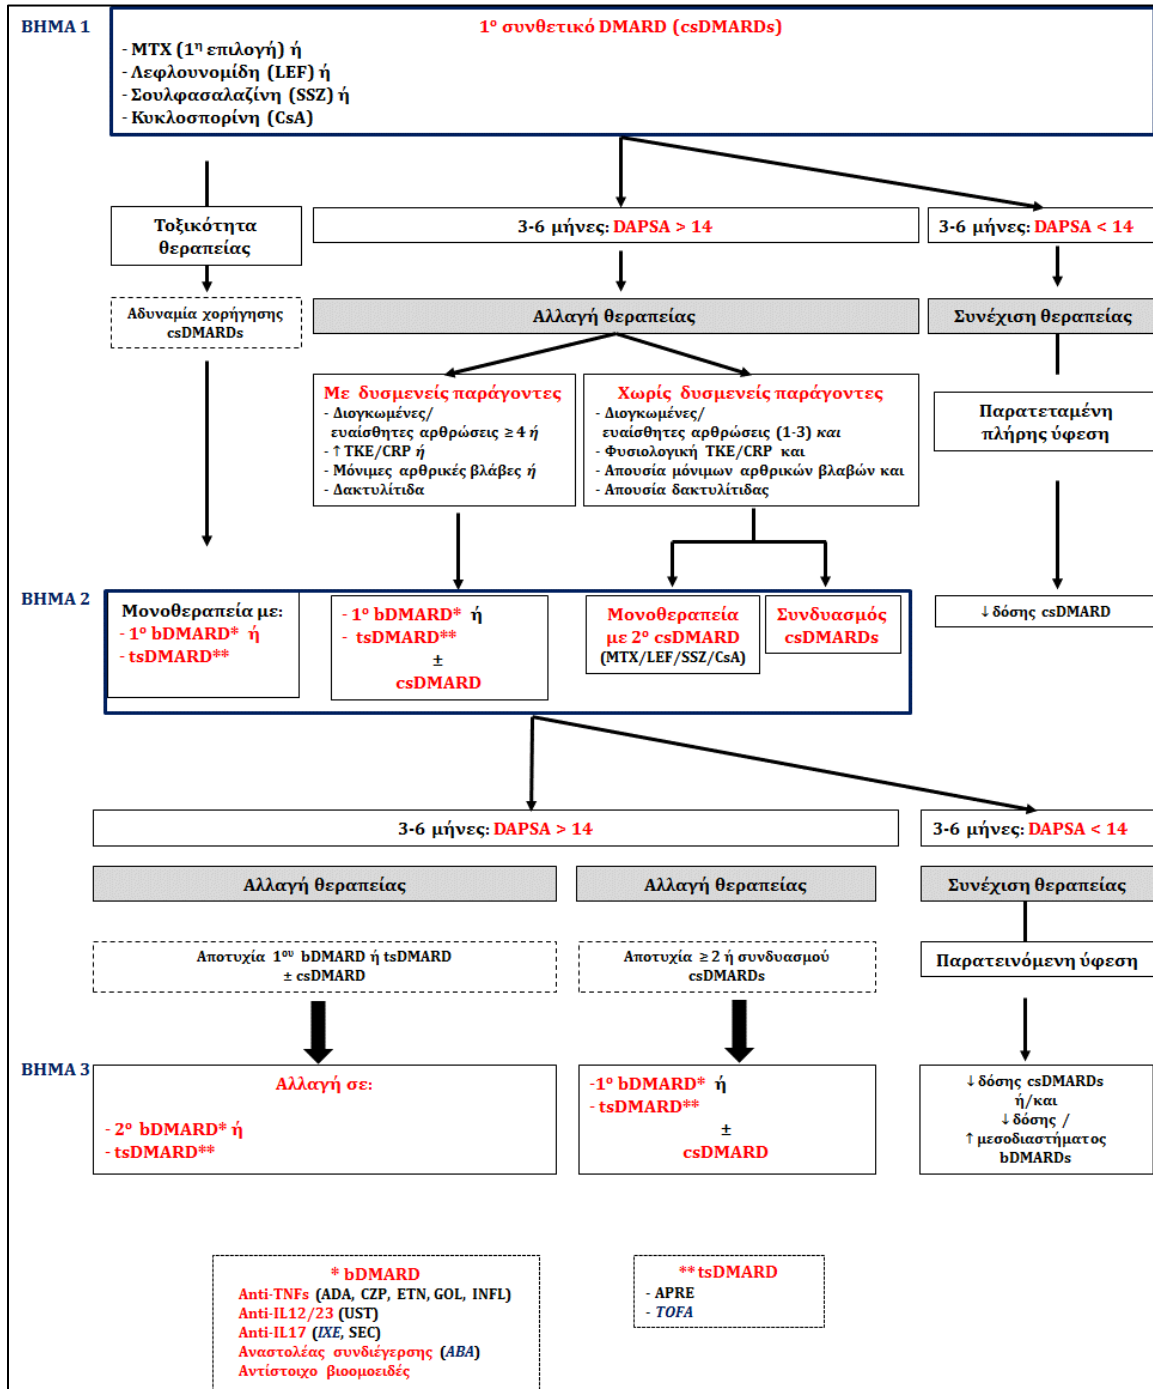 ΒΗΜΑ 1
1º συνθετικό DMARD (csDMARDs)
- MTX (1η επιλογή) ή
- Λεφλουνομίδη (LEF) ή
- Σουλφασαλαζίνη (SSZ) ή
- Κυκλοσπορίνη (CsA)
Τοξικότητα
θεραπείας
3-6 μήνες: DAPSA > 14
3-6 μήνες: DAPSA < 14
Αδυναμία χορήγησης
csDMARDs
Αλλαγή θεραπείας
Συνέχιση θεραπείας
Με δυσμενείς παράγοντες
- Διογκωμένες/
ευαίσθητες αρθρώσεις ≥ 4 ή
- ↑ ΤΚΕ/CRP ή
- Μόνιμες αρθρικές βλάβες ή
- Δακτυλίτιδα
Χωρίς δυσμενείς παράγοντες
- Διογκωμένες/
ευαίσθητες αρθρώσεις (1-3) και
- Φυσιολογική ΤΚΕ/CRP και
- Απουσία μόνιμων αρθρικών βλαβών και
- Απουσία δακτυλίτιδας
Παρατεταμένη
πλήρης ύφεση
ΒΗΜΑ 2
Μονοθεραπεία με:
- 1º bDMARD* ή
- tsDMARD**
- 1º bDMARD* ή
- tsDMARD**
±
csDMARD
Μονοθεραπεία
με 2º csDMARD
(MTX/LEF/SSZ/CsA)
Συνδυασμός
csDMARDs
↓ δόσης csDMARD
3-6 μήνες: DAPSA > 14
3-6 μήνες: DAPSA < 14
Αλλαγή θεραπείας
Αλλαγή θεραπείας
Συνέχιση θεραπείας
Αποτυχία 1ου bDMARD ή tsDMARD
± csDMARD
Αποτυχία ≥ 2 ή συνδυασμού
csDMARDs
Παρατεινόμενη ύφεση
ΒΗΜΑ 3
Αλλαγή σε:
- 2º bDMARD* ή
- tsDMARD**
-1º bDMARD* ή
- tsDMARD**
±
csDMARD
↓ δόσης csDMARDs
ή/και
↓ δόσης /
↑ μεσοδιαστήματος
bDMARDs
* bDMARD
Anti-TNFs (ADA, CZP, ETN, GOL, INFL)
Anti-IL12/23 (UST)
Anti-IL17 (IXE, SEC)
Αναστολέας συνδιέγερσης (ABA)
Αντίστοιχο βιοομοειδές
** tsDMARD
- APRE
- TOFA